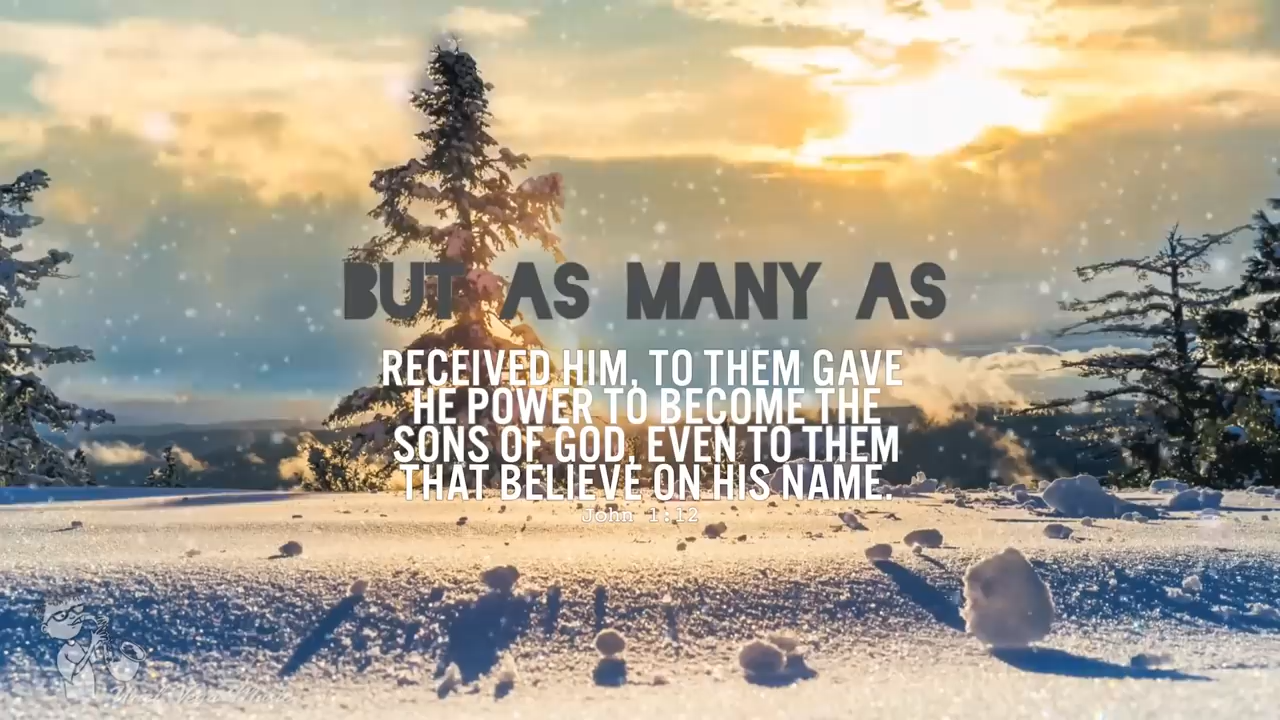 BUT AS MANY AS
RECEIVED HIM, TO THEM GAVE
HE POWER TO BECOME THE
SONS OF GOD, EVEN TO THEM
THAT BELIEVE ON HIS NAME.
John 1:12